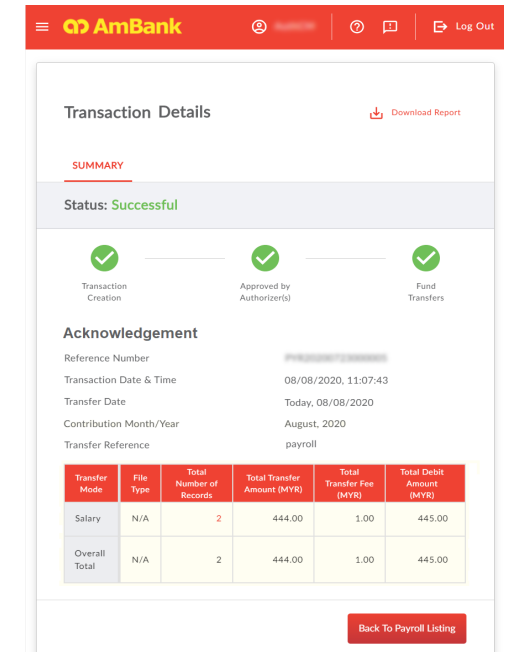 AmBank
Log Out
Transaction Details
Download Report
SUMMARY
Status: Successful
Transaction
Creation
Approved by
Authorizer(s)
Fund
Transfers
Acknowledgement
Reference Number
Transaction Date & Time 08/08/2020, 11:07:43
Transfer Date Today, 08/08/2020
Contribution Month/Year August, 2020
Transfer Reference payroll
Transfer Mode File Type Total Number of Records Total Transfer Amount (MYR) Total Transfer Fee (MYR) Total Debit Amount (MYR)
Salary N/A 2 444.00 1.00 445.00
Overall Total N/A 2 444.00 1.00 445.00
Back To Payroll Listing